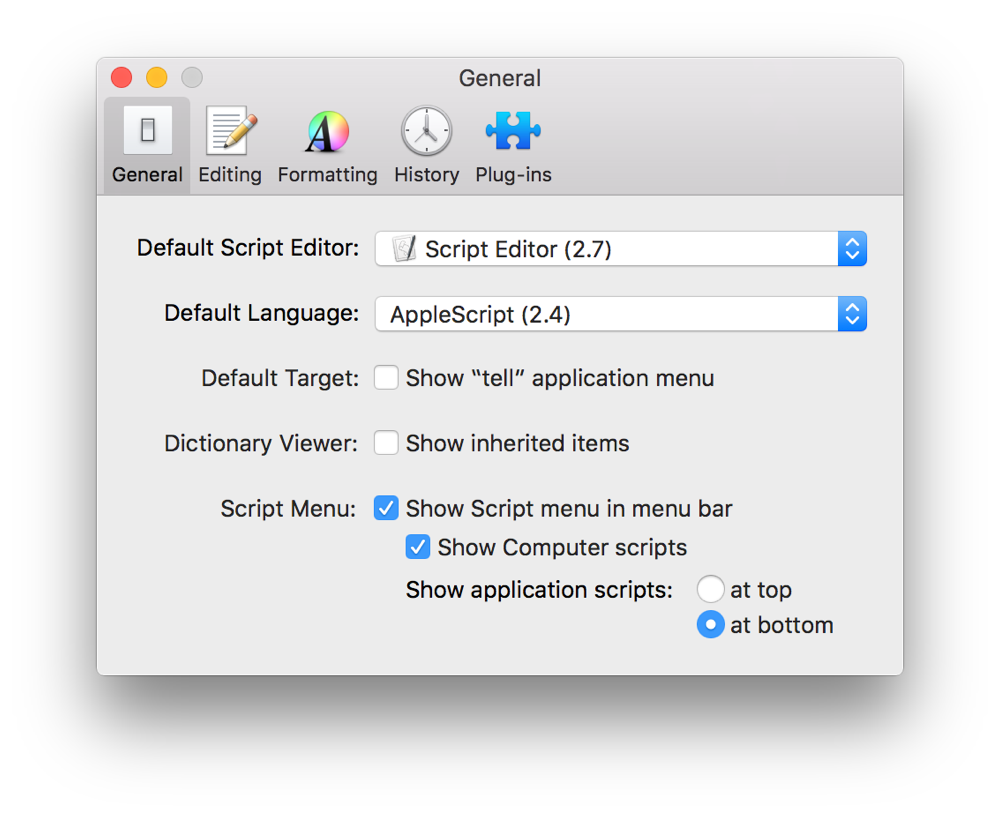 General
General Editing Formatting History Plug-ins
Default Script Editor: Script Editor (2.7)
Default Language: AppleScript (2.4)
Default Target: Show “tell” application menu
Dictionary Viewer: Show inherited items
Script Menu: Show Script menu in menu bar
Show Computer scripts
Show application scripts: at top
at bottom